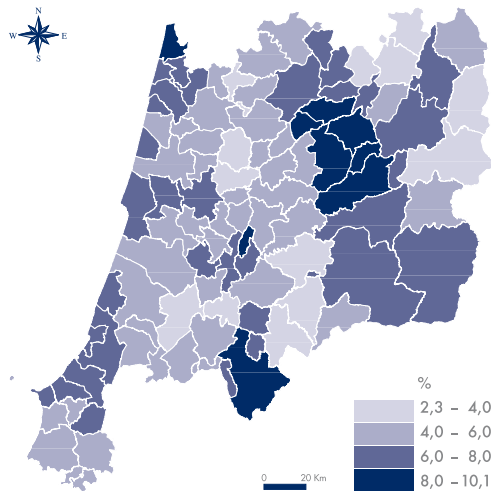 N
W E
S
%
2,3 – 4,0
4,0 – 6,0
6,0 – 8,0
8,0 –10,1
0 20 Km